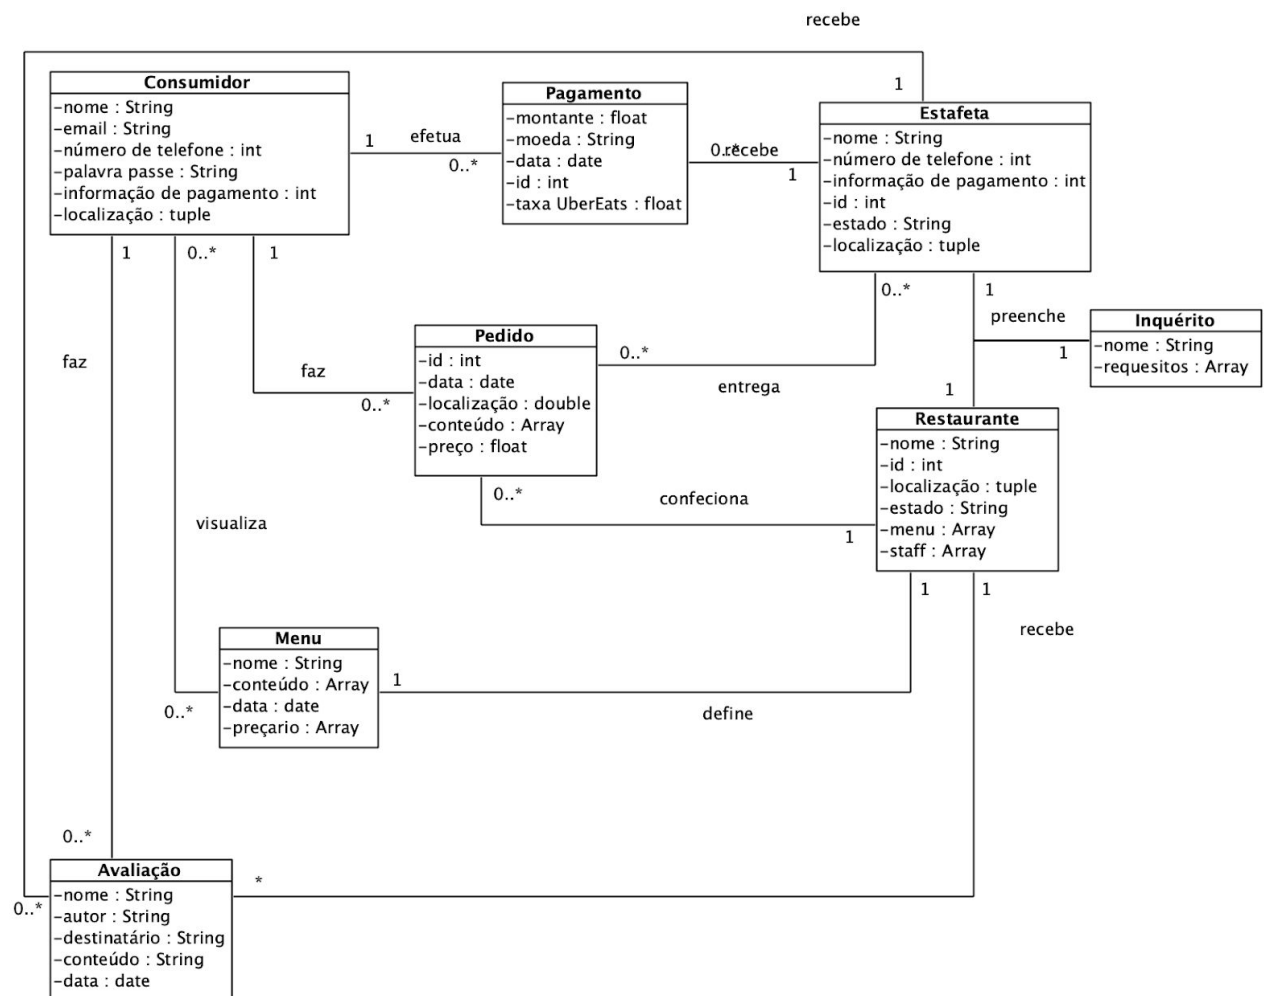 recebe
1
Consumidor
-nome : String
-email : String
-número de telefone : int
-palavra passe : String
-informação de pagamento : int
-localização : tuple
1
efetua
0..*
Pagamento
-montante : float
-moeda : String
-data : date
-id : int
-taxa UberEats : float
0..*
recebe
1
Estafeta
-nome : String
-número de telefone : int
-informação de pagamento : int
-id : int
-estado : String
-localização : tuple
1
0..*
1
0..*
1
preenche
1
Inquérito
-nome : String
-requesitos : Array
faz
faz
0..*
Pedido
-id : int
-data : date
-localização : double
-conteúdo : Array
-preço : float
0..*
entrega
1
Restaurante
-nome : String
-id : int
-localização : tuple
-estado : String
-menu : Array
-staff : Array
0..*
confeciona
1
visualiza
1
1
recebe
Menu
-nome : String
-conteúdo : Array
-data : date
-preçario : Array
1
0..*
define
0..*
Avaliação
-nome : String
-autor : String
-destinatário : String
-conteúdo : String
-data : date
*
0..*